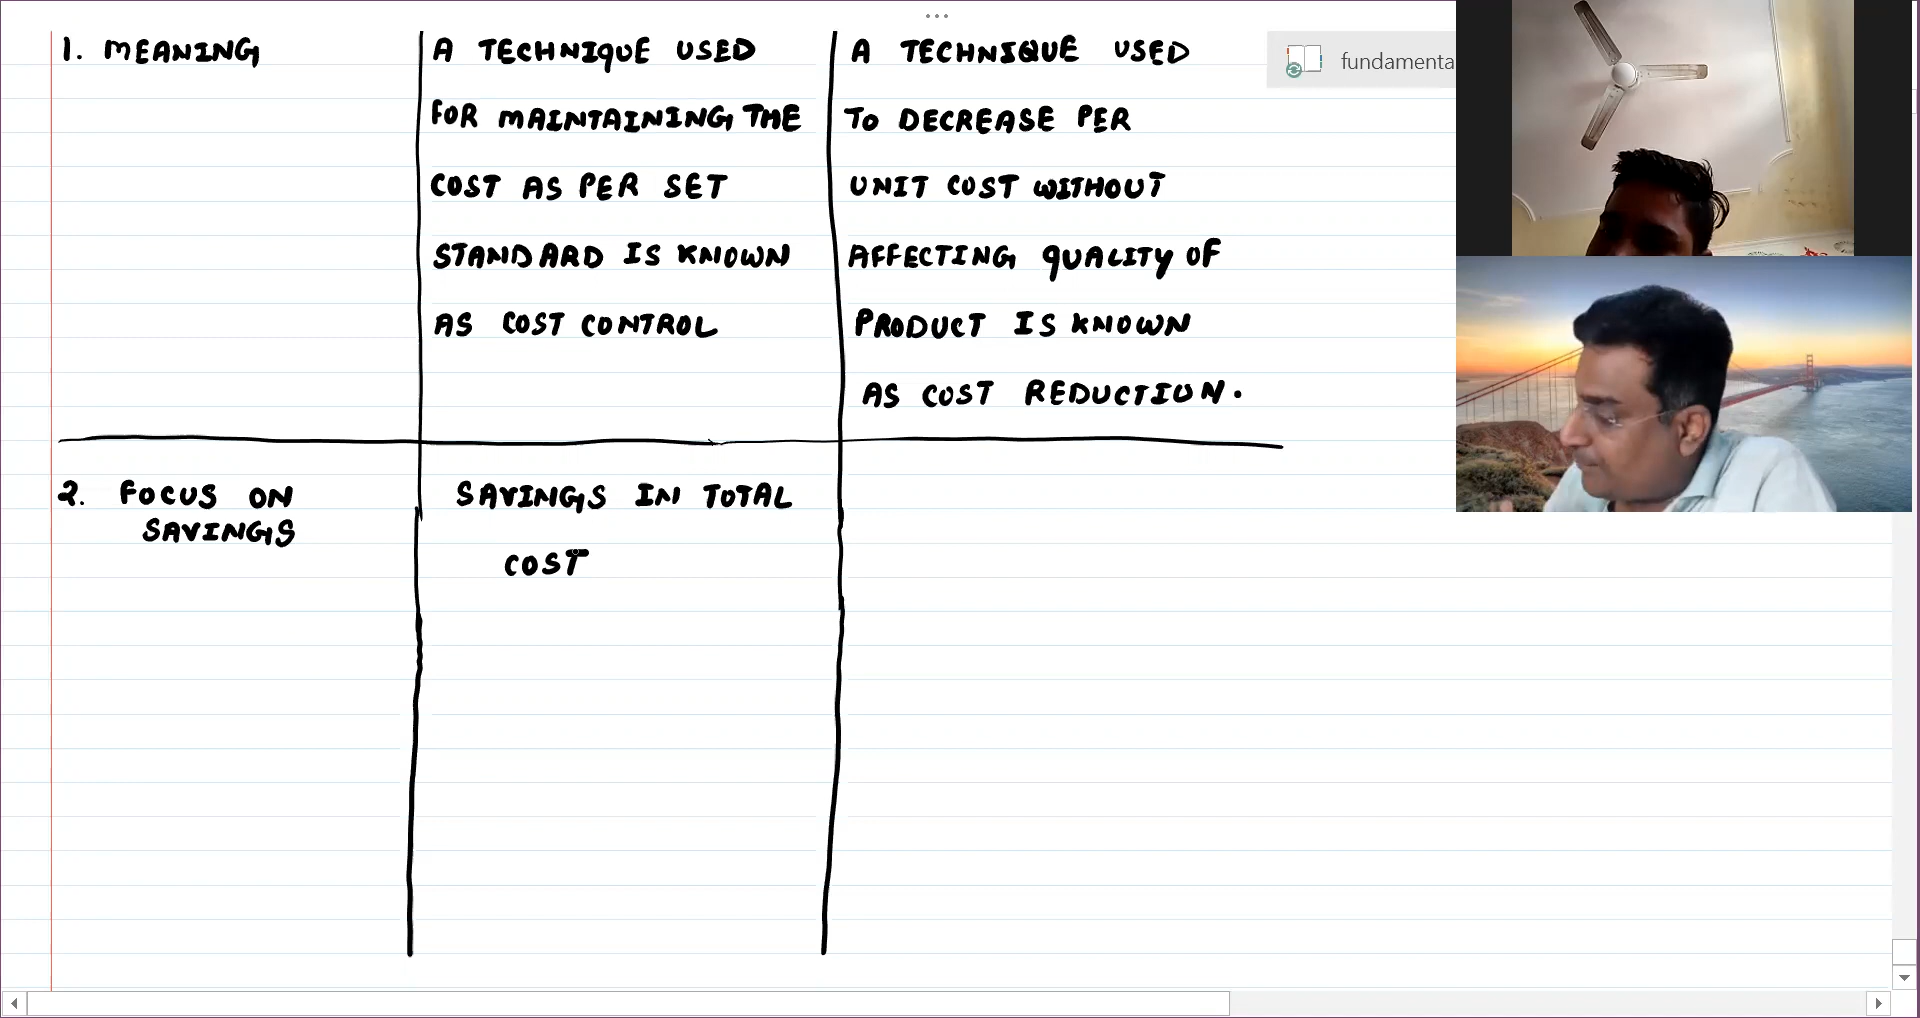 1. MEANING
A TECHNIQUE USED
FOR MAINTAINING THE
COST AS PER SET
STANDARD IS KNOWN
AS COST CONTROL
A TECHNIQUE USED
TO DECREASE PER
UNIT COST WITHOUT
AFFECTING QUALITY OF
PRODUCT IS KNOWN
AS COST REDUCTION.
fundamenta
2. FOCUS ON
SAVINGS
SAVINGS IN TOTAL
COST